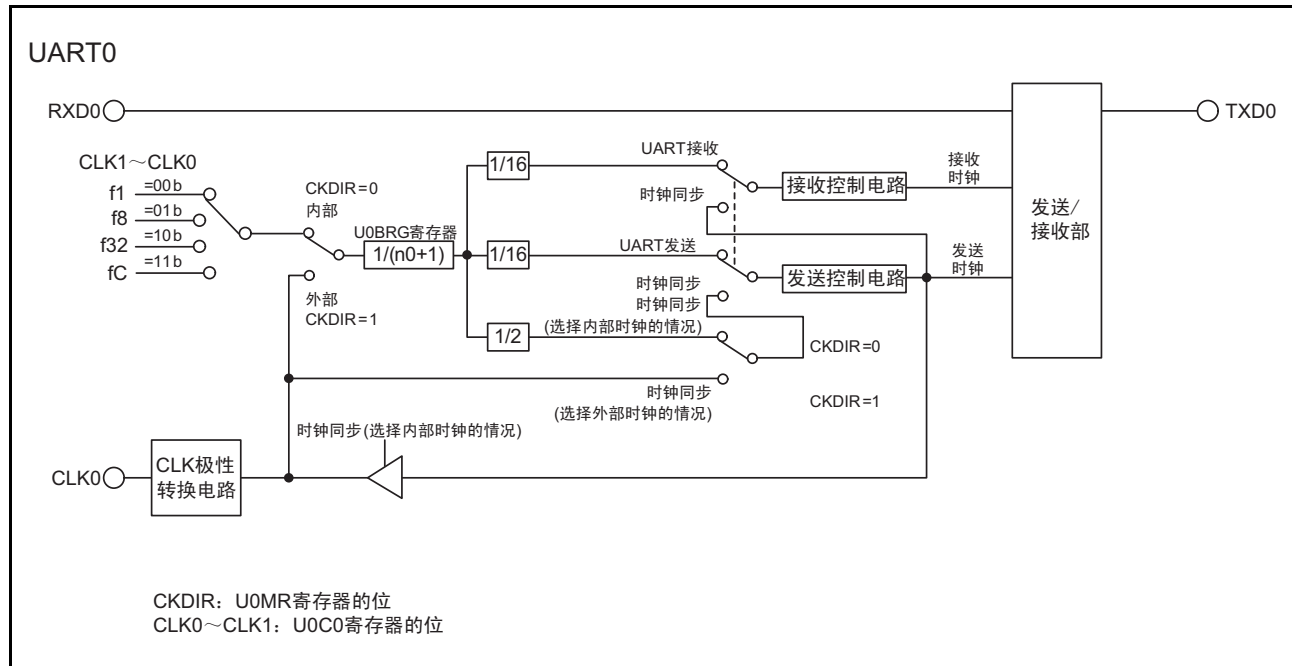 UART0
RXD0
TXD0
CLK1～CLK0
f1 =00b
f8 =01b
f32 =10b
fC =11b
CKDIR=0
内部
外部
CKDIR=1
U0BRG寄存器
1/(n0+1)
1/16
UART接收
时钟同步
接收控制电路
接收
时钟
1/16
UART发送
时钟同步
发送控制电路
发送
时钟
发送/
接收部
时钟同步
(选择内部时钟的情况)
1/2
CKDIR=0
时钟同步
(选择外部时钟的情况)
CKDIR=1
时钟同步(选择内部时钟的情况)
CLK0
CLK极性
转换电路
CKDIR：U0MR寄存器的位
CLK0～CLK1：U0C0寄存器的位